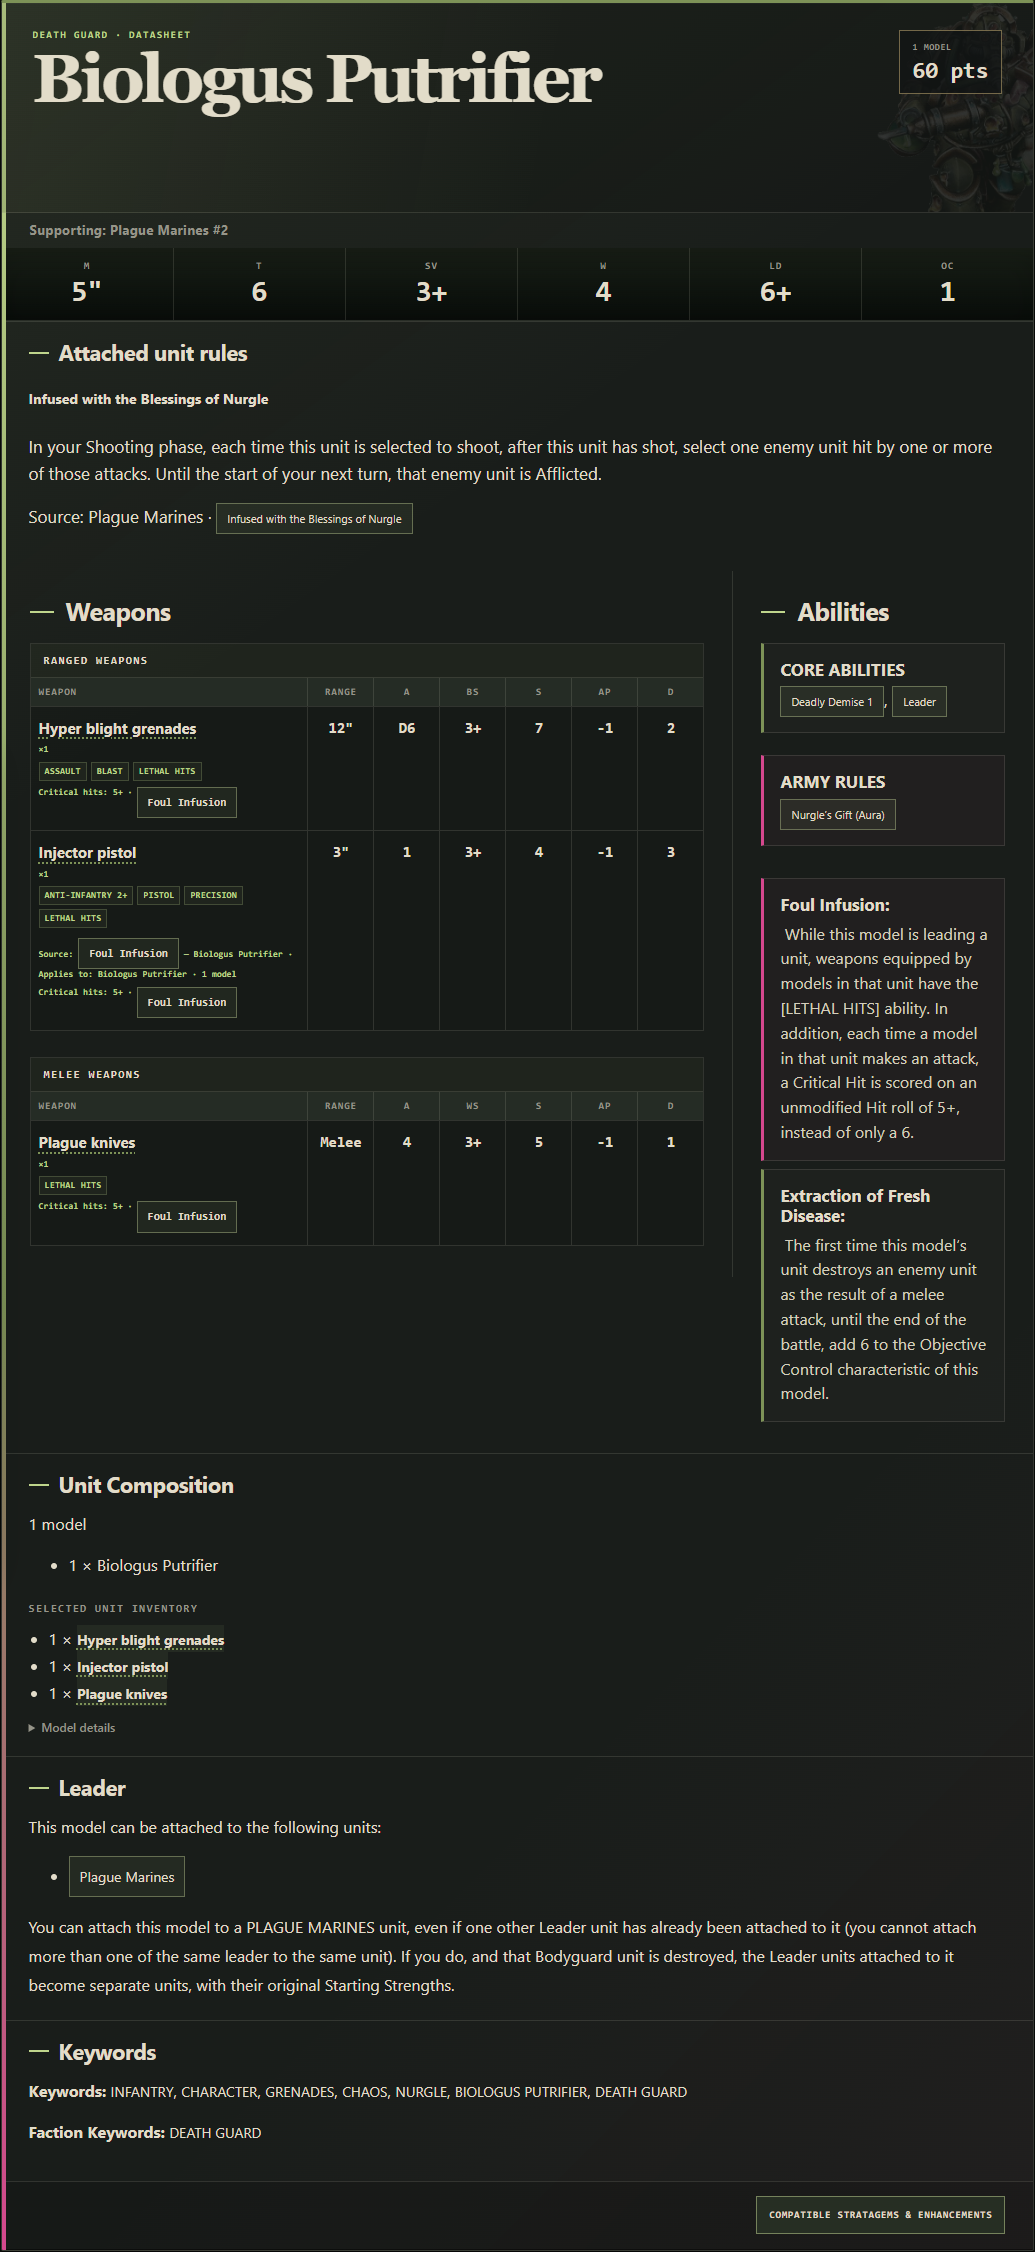 DEATH GUARD · DATASHEET
Biologus Putrifier
1 MODEL
60 pts
Supporting: Plague Marines #2
M
T
SV
W
LD
OC
5"
6
3+
4
6+
1
— Attached unit rules
Infused with the Blessings of Nurgle
In your Shooting phase, each time this unit is selected to shoot, after this unit has shot, select one enemy unit hit by one or more
of those attacks. Until the start of your next turn, that enemy unit is Afflicted.
Source: Plague Marines · Infused with the Blessings of Nurgle
— Weapons
RANGED WEAPONS
WEAPON RANGE A BS S AP D
Hyper blight grenades 12" D6 3+ 7 -1 2
×1
ASSAULT BLAST LETHAL HITS
Critical hits: 5+ · Foul Infusion
Injector pistol 3" 1 3+ 4 -1 3
×1
ANTI-INFANTRY 2+ PISTOL PRECISION
LETHAL HITS
Source: Foul Infusion — Biologus Putrifier ·
Applies to: Biologus Putrifier · 1 model
Critical hits: 5+ · Foul Infusion
MELEE WEAPONS
WEAPON RANGE A WS S AP D
Plague knives Melee 4 3+ 5 -1 1
×1
LETHAL HITS
Critical hits: 5+ · Foul Infusion
— Abilities
CORE ABILITIES
Deadly Demise 1, Leader
ARMY RULES
Nurgle's Gift (Aura)
Foul Infusion:
While this model is leading a
unit, weapons equipped by
models in that unit have the
[LETHAL HITS] ability. In
addition, each time a model
in that unit makes an attack,
a Critical Hit is scored on an
unmodified Hit roll of 5+,
instead of only a 6.
Extraction of Fresh
Disease:
The first time this model's
unit destroys an enemy unit
as the result of a melee
attack, until the end of the
battle, add 6 to the Objective
Control characteristic of this
model.
— Unit Composition
1 model
• 1 × Biologus Putrifier
SELECTED UNIT INVENTORY
• 1 × Hyper blight grenades
• 1 × Injector pistol
• 1 × Plague knives
▶ Model details
— Leader
This model can be attached to the following units:
• Plague Marines
You can attach this model to a PLAGUE MARINES unit, even if one other Leader unit has already been attached to it (you cannot attach
more than one of the same leader to the same unit). If you do, and that Bodyguard unit is destroyed, the Leader units attached to it
become separate units, with their original Starting Strengths.
— Keywords
Keywords: INFANTRY, CHARACTER, GRENADES, CHAOS, NURGLE, BIOLOGUS PUTRIFIER, DEATH GUARD
Faction Keywords: DEATH GUARD
COMPATIBLE STRATAGEMS & ENHANCEMENTS